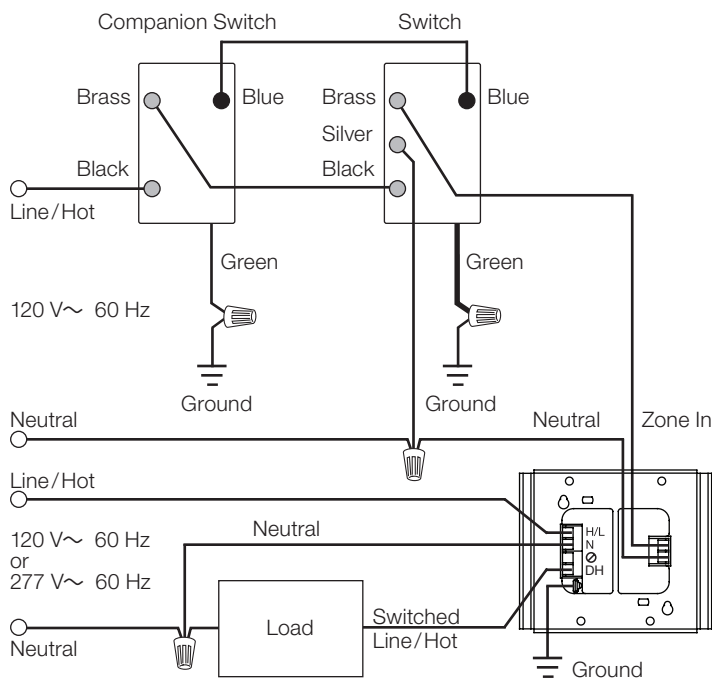 Companion Switch
Switch
Brass
Blue
Brass
Blue
Silver
Black
Black
Line/Hot
Green
Green
120 V~ 60 Hz
Ground
Ground
Neutral
Neutral
Zone In
Line/Hot
Neutral
H/L
N
DH
120 V~ 60 Hz
or
277 V~ 60 Hz
Load
Switched
Line/Hot
Neutral
Ground